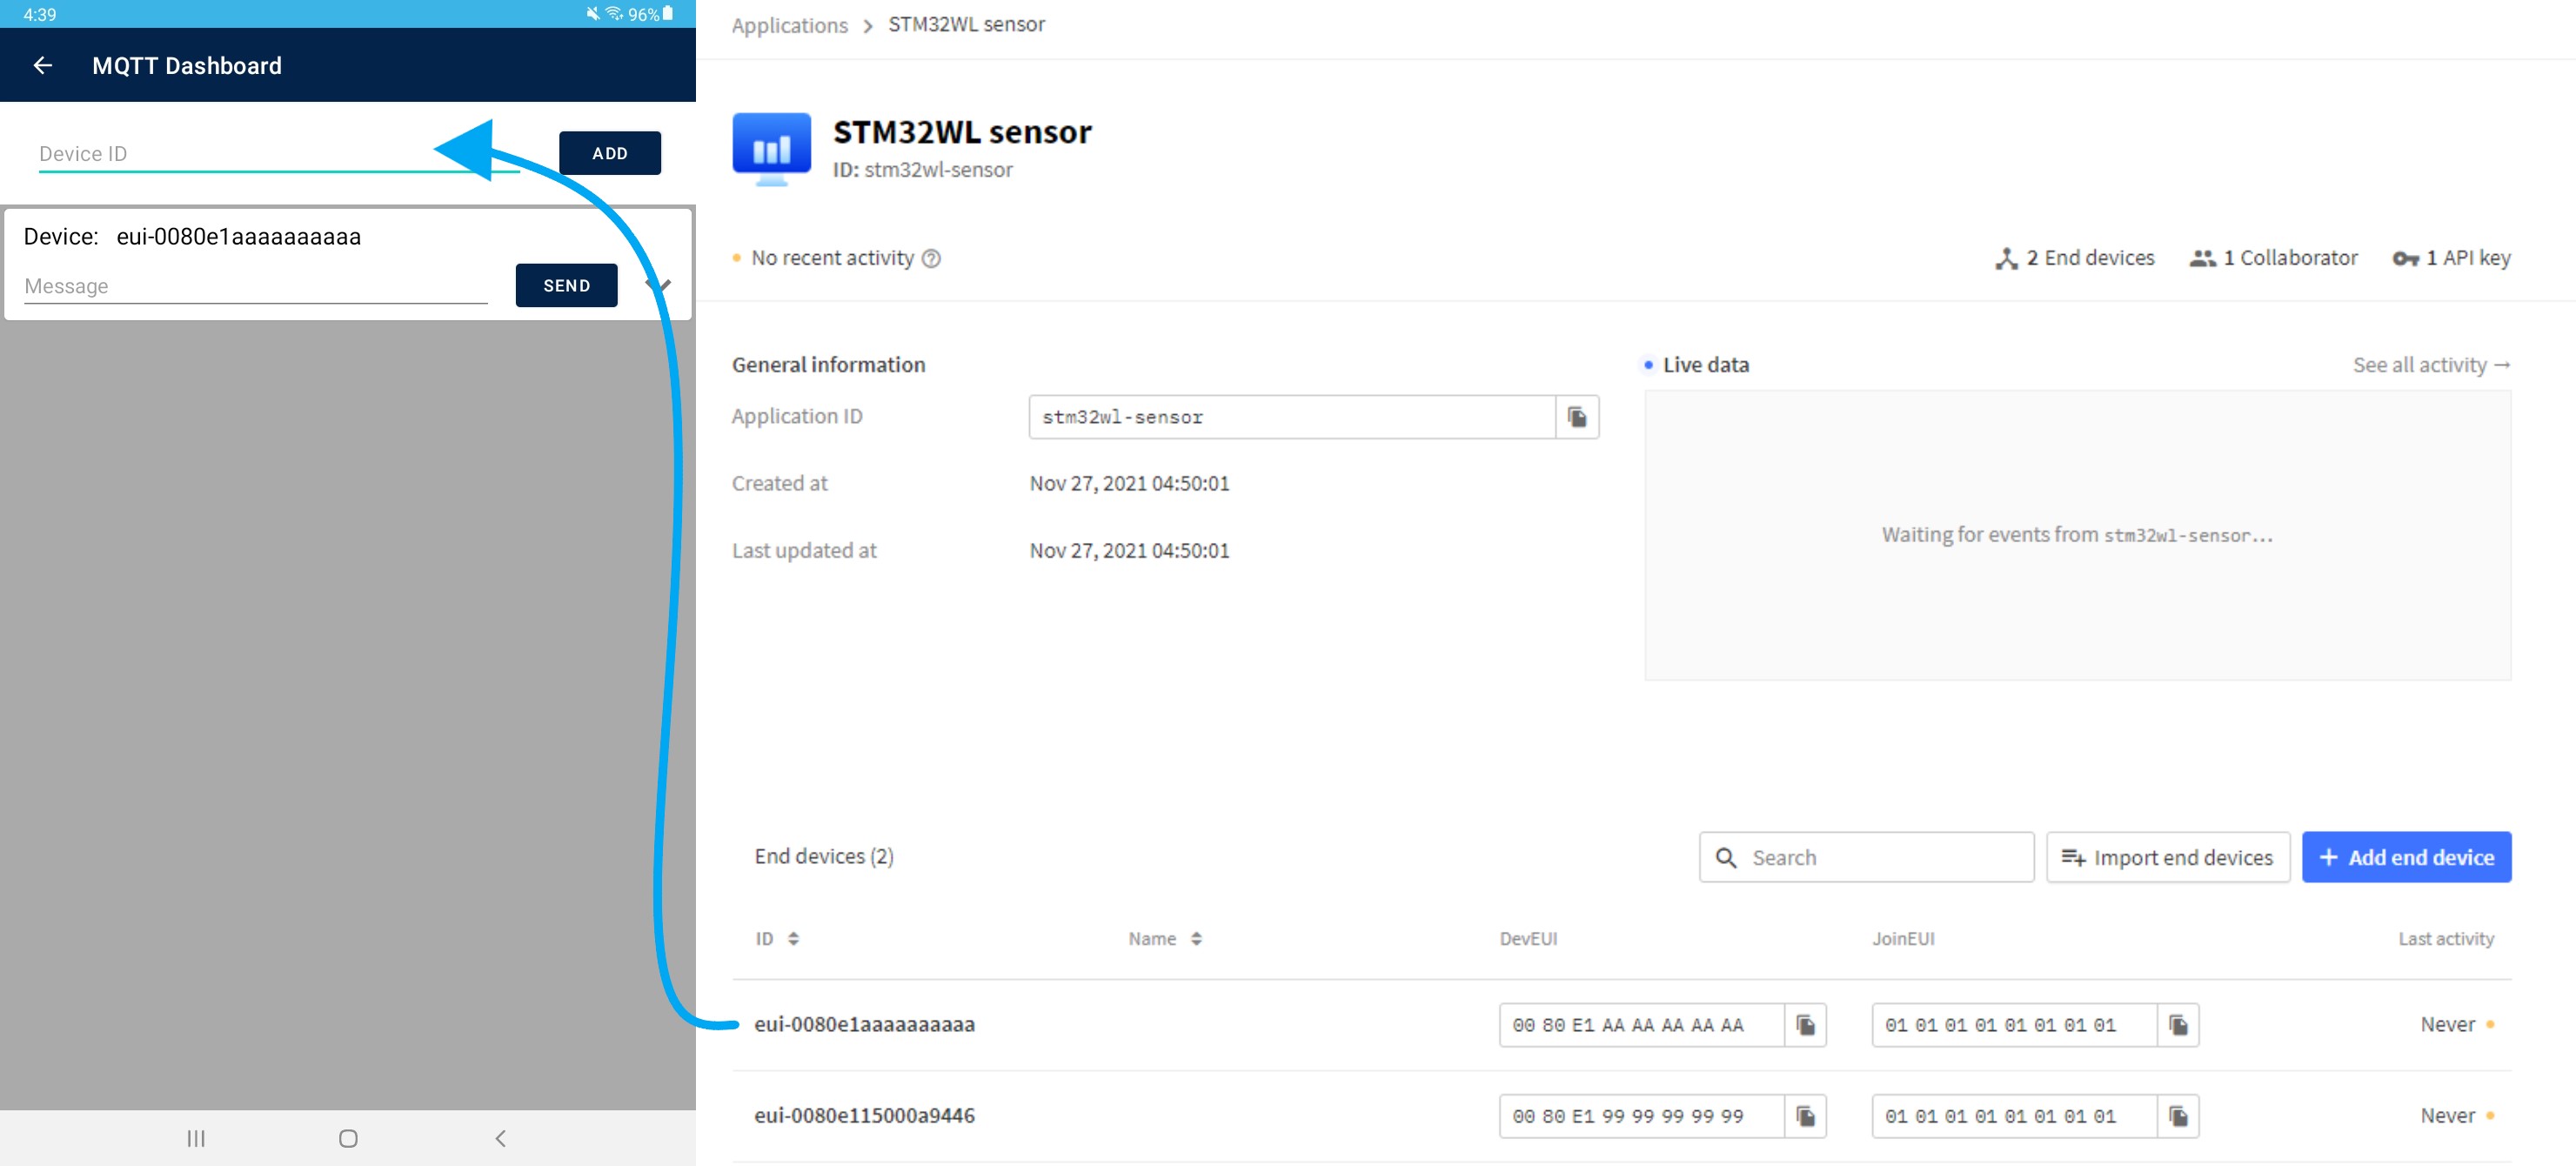 4:39
96%
MQTT Dashboard
Device ID
ADD
Device: eui-0080e1aaaaaaaaaa
Message
SEND
Applications > STM32WL sensor
STM32WL sensor
ID: stm32wl-sensor
No recent activity
2 End devices
1 Collaborator
1 API key
General information
Application ID
stm32wl-sensor
Created at
Nov 27, 2021 04:50:01
Last updated at
Nov 27, 2021 04:50:01
Live data
See all activity →
Waiting for events from stm32wl-sensor...
End devices (2)
Search
Import end devices
+ Add end device
ID
Name
DevEUI
JoinEUI
Last activity
eui-0080e1aaaaaaaaaa
00 80 E1 AA AA AA AA AA
01 01 01 01 01 01 01 01
Never
eui-0080e115000a9446
00 80 E1 99 99 99 99 99
01 01 01 01 01 01 01 01
Never